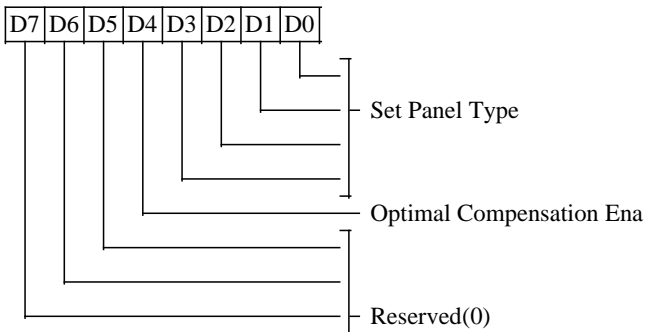 D7 D6 D5 D4 D3 D2 D1 D0
Set Panel Type
Optimal Compensation Ena
Reserved(0)